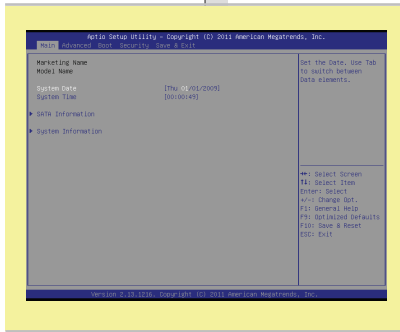 Aptio Setup Utility – Copyright (C) 2011 American Megatrends, Inc.
Main Advanced Boot Security Save & Exit
Marketing Name
Model Name
System Date [Thu 01/01/2009]
System Time [00:00:49]
SATA Information
System Information
Set the Date. Use Tab
to switch between
Data elements.
→←: Select Screen
↑↓: Select Item
Enter: Select
+/-: Change Opt.
F1: General Help
F9: Optimized Defaults
F10: Save & Reset
ESC: Exit
Version 2.13.1216. Copyright (C) 2011 American Megatrends, Inc.